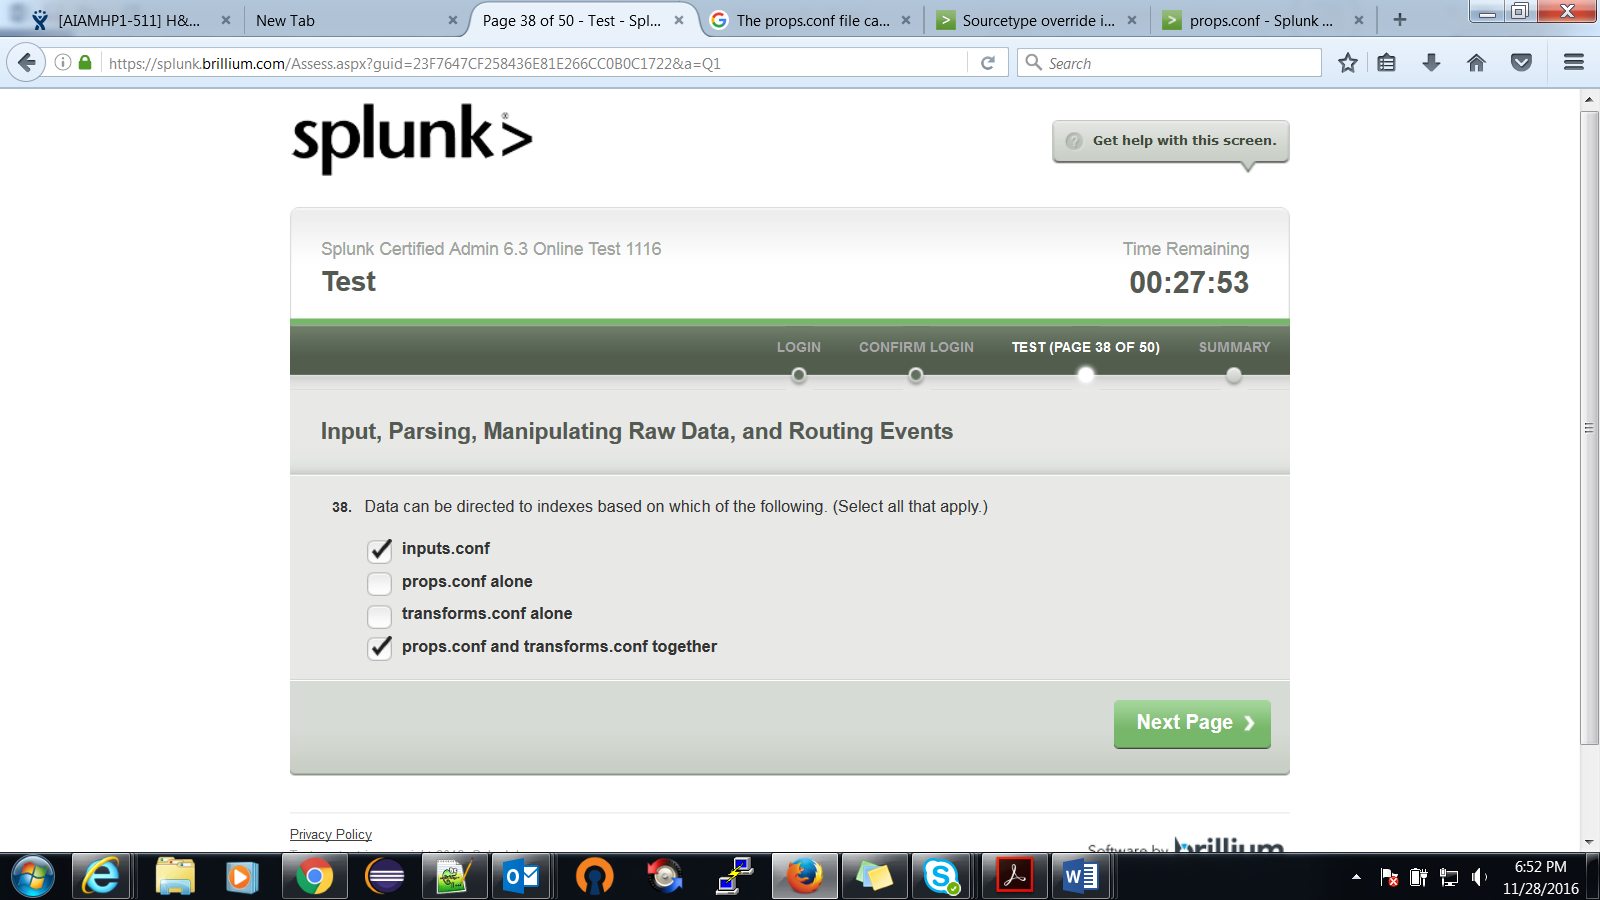 [AIAMHP1-511] H&...
New Tab
Page 38 of 50 - Test - Spl...
The props.conf file ca...
Sourcetype override i...
props.conf - Splunk ...
https://splunk.brillium.com/Assess.aspx?guid=23F7647CF258436E81E266CC0B0C1722&a=Q1
Search
splunk>
Get help with this screen.
Splunk Certified Admin 6.3 Online Test 1116
Time Remaining
Test
00:27:53
LOGIN
CONFIRM LOGIN
TEST (PAGE 38 OF 50)
SUMMARY
Input, Parsing, Manipulating Raw Data, and Routing Events
38. Data can be directed to indexes based on which of the following. (Select all that apply.)
inputs.conf
props.conf alone
transforms.conf alone
props.conf and transforms.conf together
Next Page
Privacy Policy
Software by brillium
6:52 PM
11/28/2016